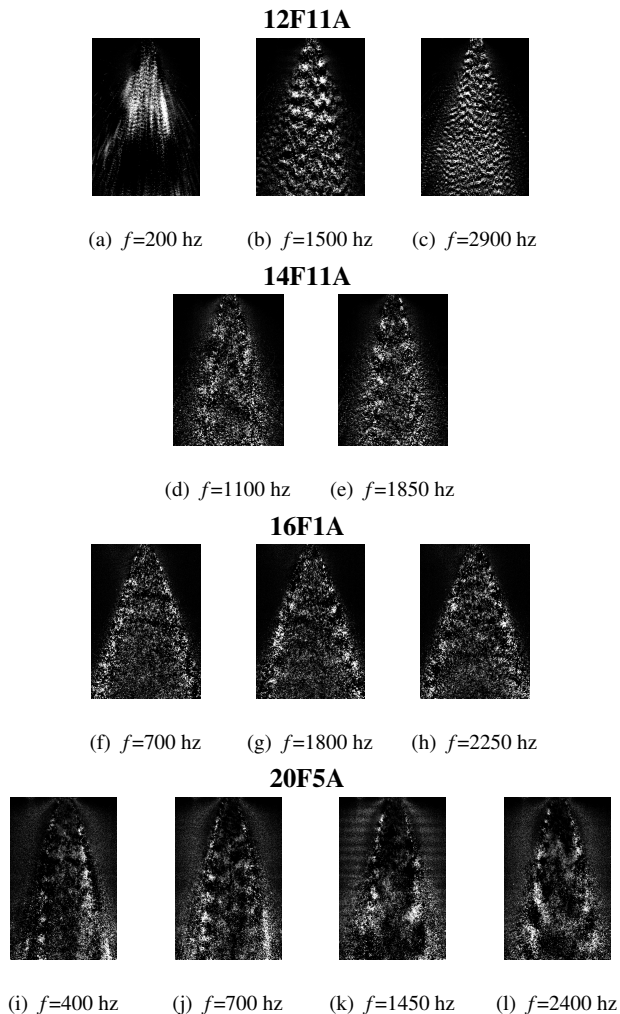 12F11A
(a) f=200 hz (b) f=1500 hz (c) f=2900 hz
14F11A
(d) f=1100 hz (e) f=1850 hz
16F1A
(f) f=700 hz (g) f=1800 hz (h) f=2250 hz
20F5A
(i) f=400 hz (j) f=700 hz (k) f=1450 hz (l) f=2400 hz